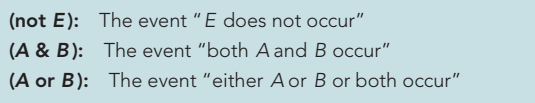 (not E): The event "E does not occur"
(A & B): The event "both A and B occur"
(A or B): The event "either A or B or both occur"